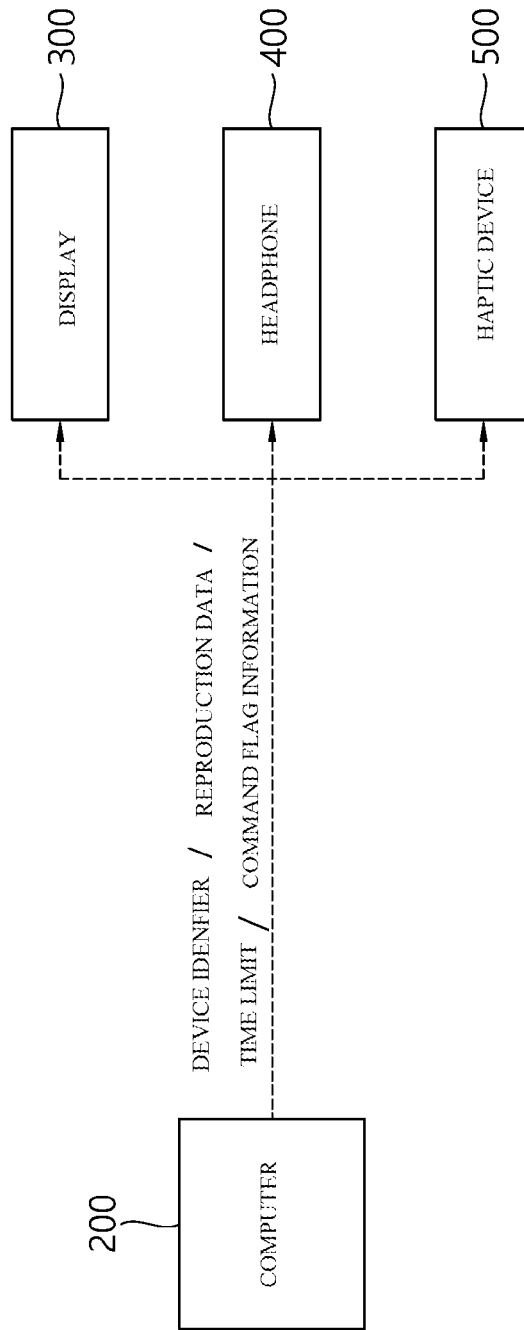 200
COMPUTER
DEVICE IDENFIER / REPRODUCTION DATA /
TIME LIMIT / COMMAND FLAG INFORMATION
DISPLAY
300
HEADPHONE
400
HAPTIC DEVICE
500